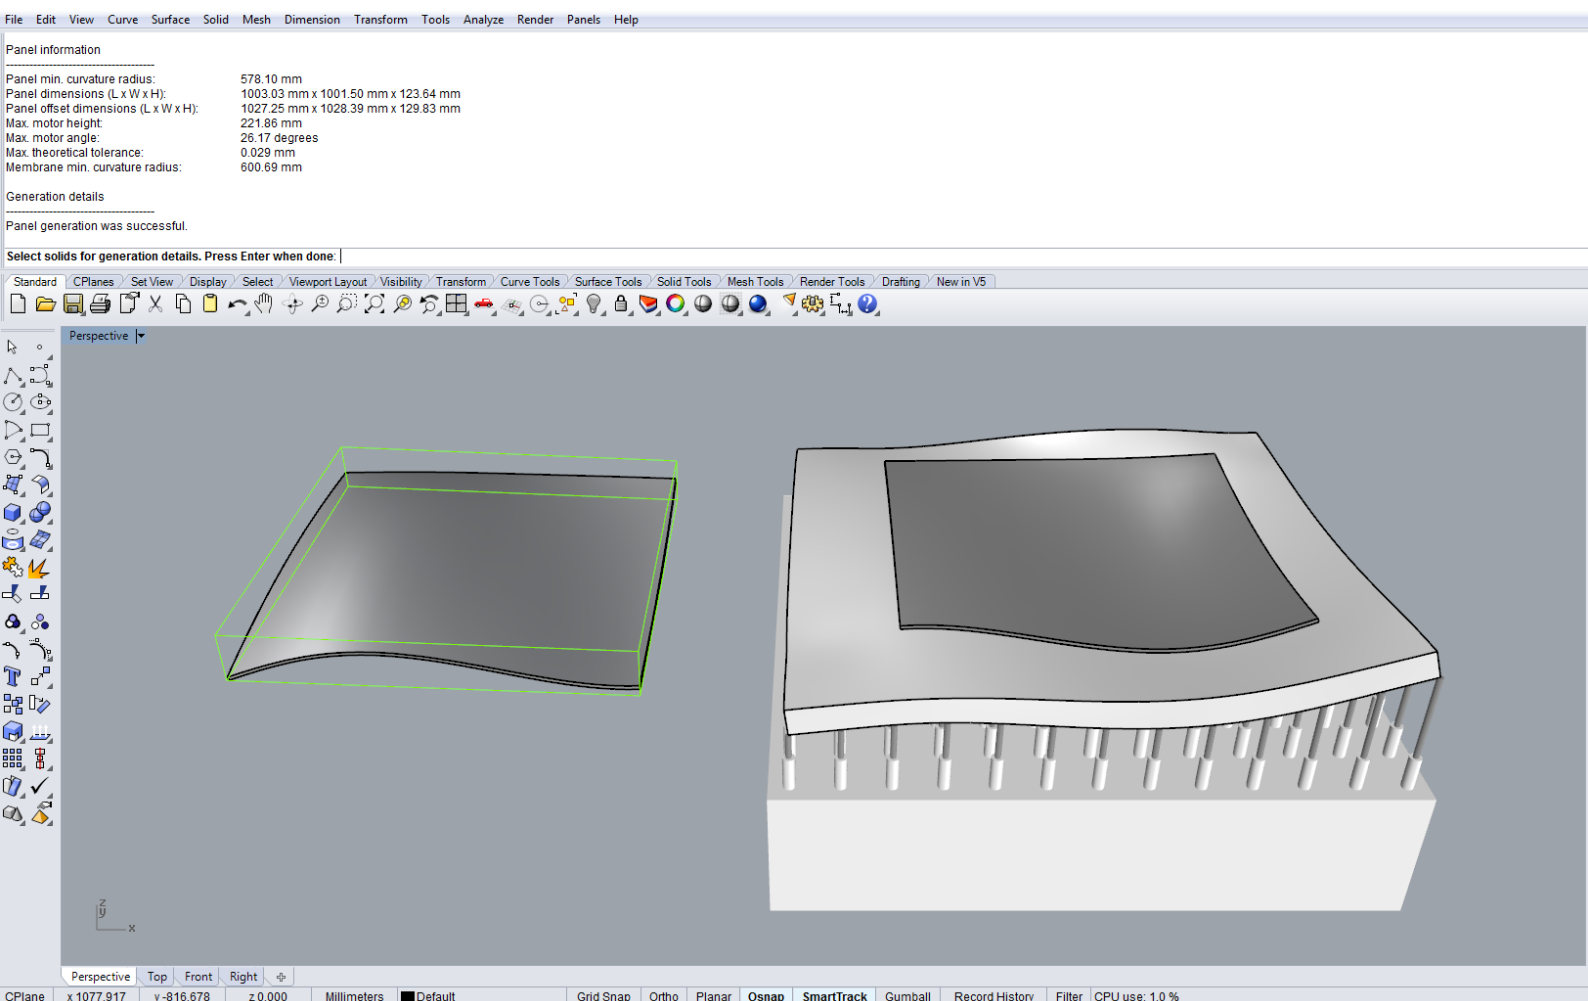 File Edit View Curve Surface Solid Mesh Dimension Transform Tools Analyze Render Panels Help
Panel information
--------------------------------------
Panel min. curvature radius: 578.10 mm
Panel dimensions (L x W x H): 1003.03 mm x 1001.50 mm x 123.64 mm
Panel offset dimensions (L x W x H): 1027.25 mm x 1028.39 mm x 129.83 mm
Max. motor height: 221.86 mm
Max. motor angle: 26.17 degrees
Max. theoretical tolerance: 0.029 mm
Membrane min. curvature radius: 600.69 mm
Generation details
--------------------------------------
Panel generation was successful.
Select solids for generation details. Press Enter when done:
Standard CPlanes Set View Display Select Viewport Layout Visibility Transform Curve Tools Surface Tools Solid Tools Mesh Tools Render Tools Drafting New in V5
Perspective
z
y
x
Perspective Top Front Right
CPlane x 1077.917 y -816.678 z 0.000 Millimeters Default Grid Snap Ortho Planar Osnap SmartTrack Gumball Record History Filter CPU use: 1.0 %